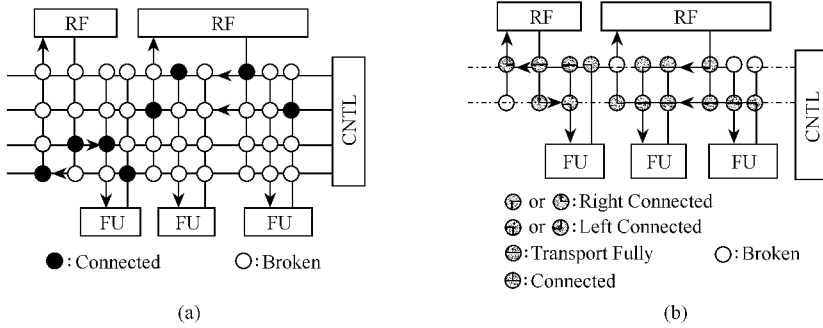 RF RF RF RF
CNTL CNTL
FU FU FU FU FU FU
or : Right Connected
or : Left Connected
: Connected : Broken : Transport Fully : Broken
: Connected
(a) (b)